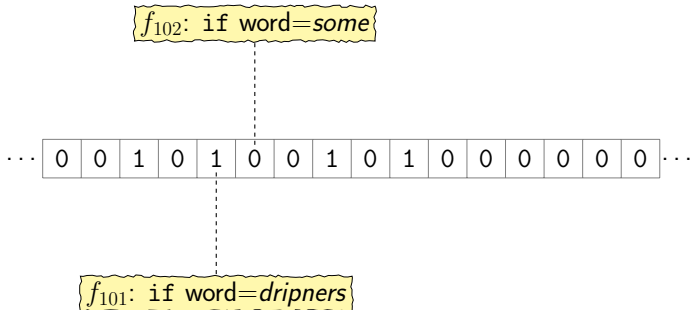 f102: if word=some
··· 0 0 1 0 1 0 0 1 0 1 0 0 0 0 0 0 ···
f101: if word=dripners